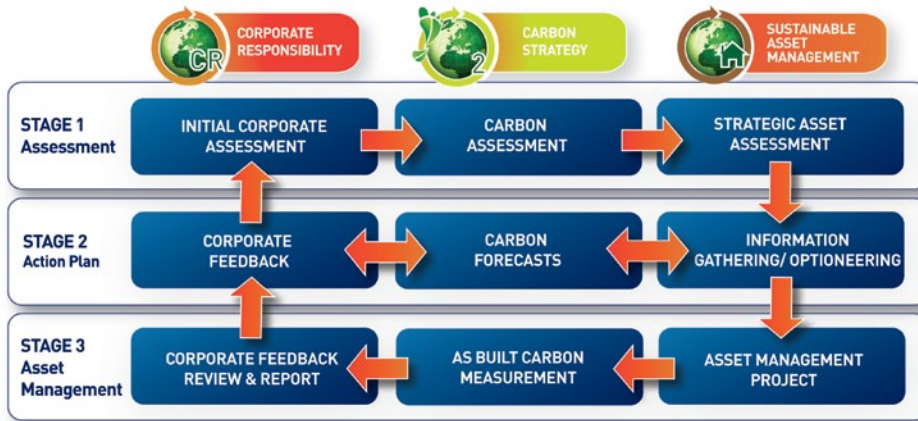 CR
CORPORATE
RESPONSIBILITY
2
CARBON
STRATEGY
SUSTAINABLE
ASSET
MANAGEMENT
STAGE 1
Assessment
INITIAL CORPORATE
ASSESSMENT
CARBON
ASSESSMENT
STRATEGIC ASSET
ASSESSMENT
STAGE 2
Action Plan
CORPORATE
FEEDBACK
CARBON
FORECASTS
INFORMATION
GATHERING/ OPTIONEERING
STAGE 3
Asset
Management
CORPORATE FEEDBACK
REVIEW & REPORT
AS BUILT CARBON
MEASUREMENT
ASSET MANAGEMENT
PROJECT